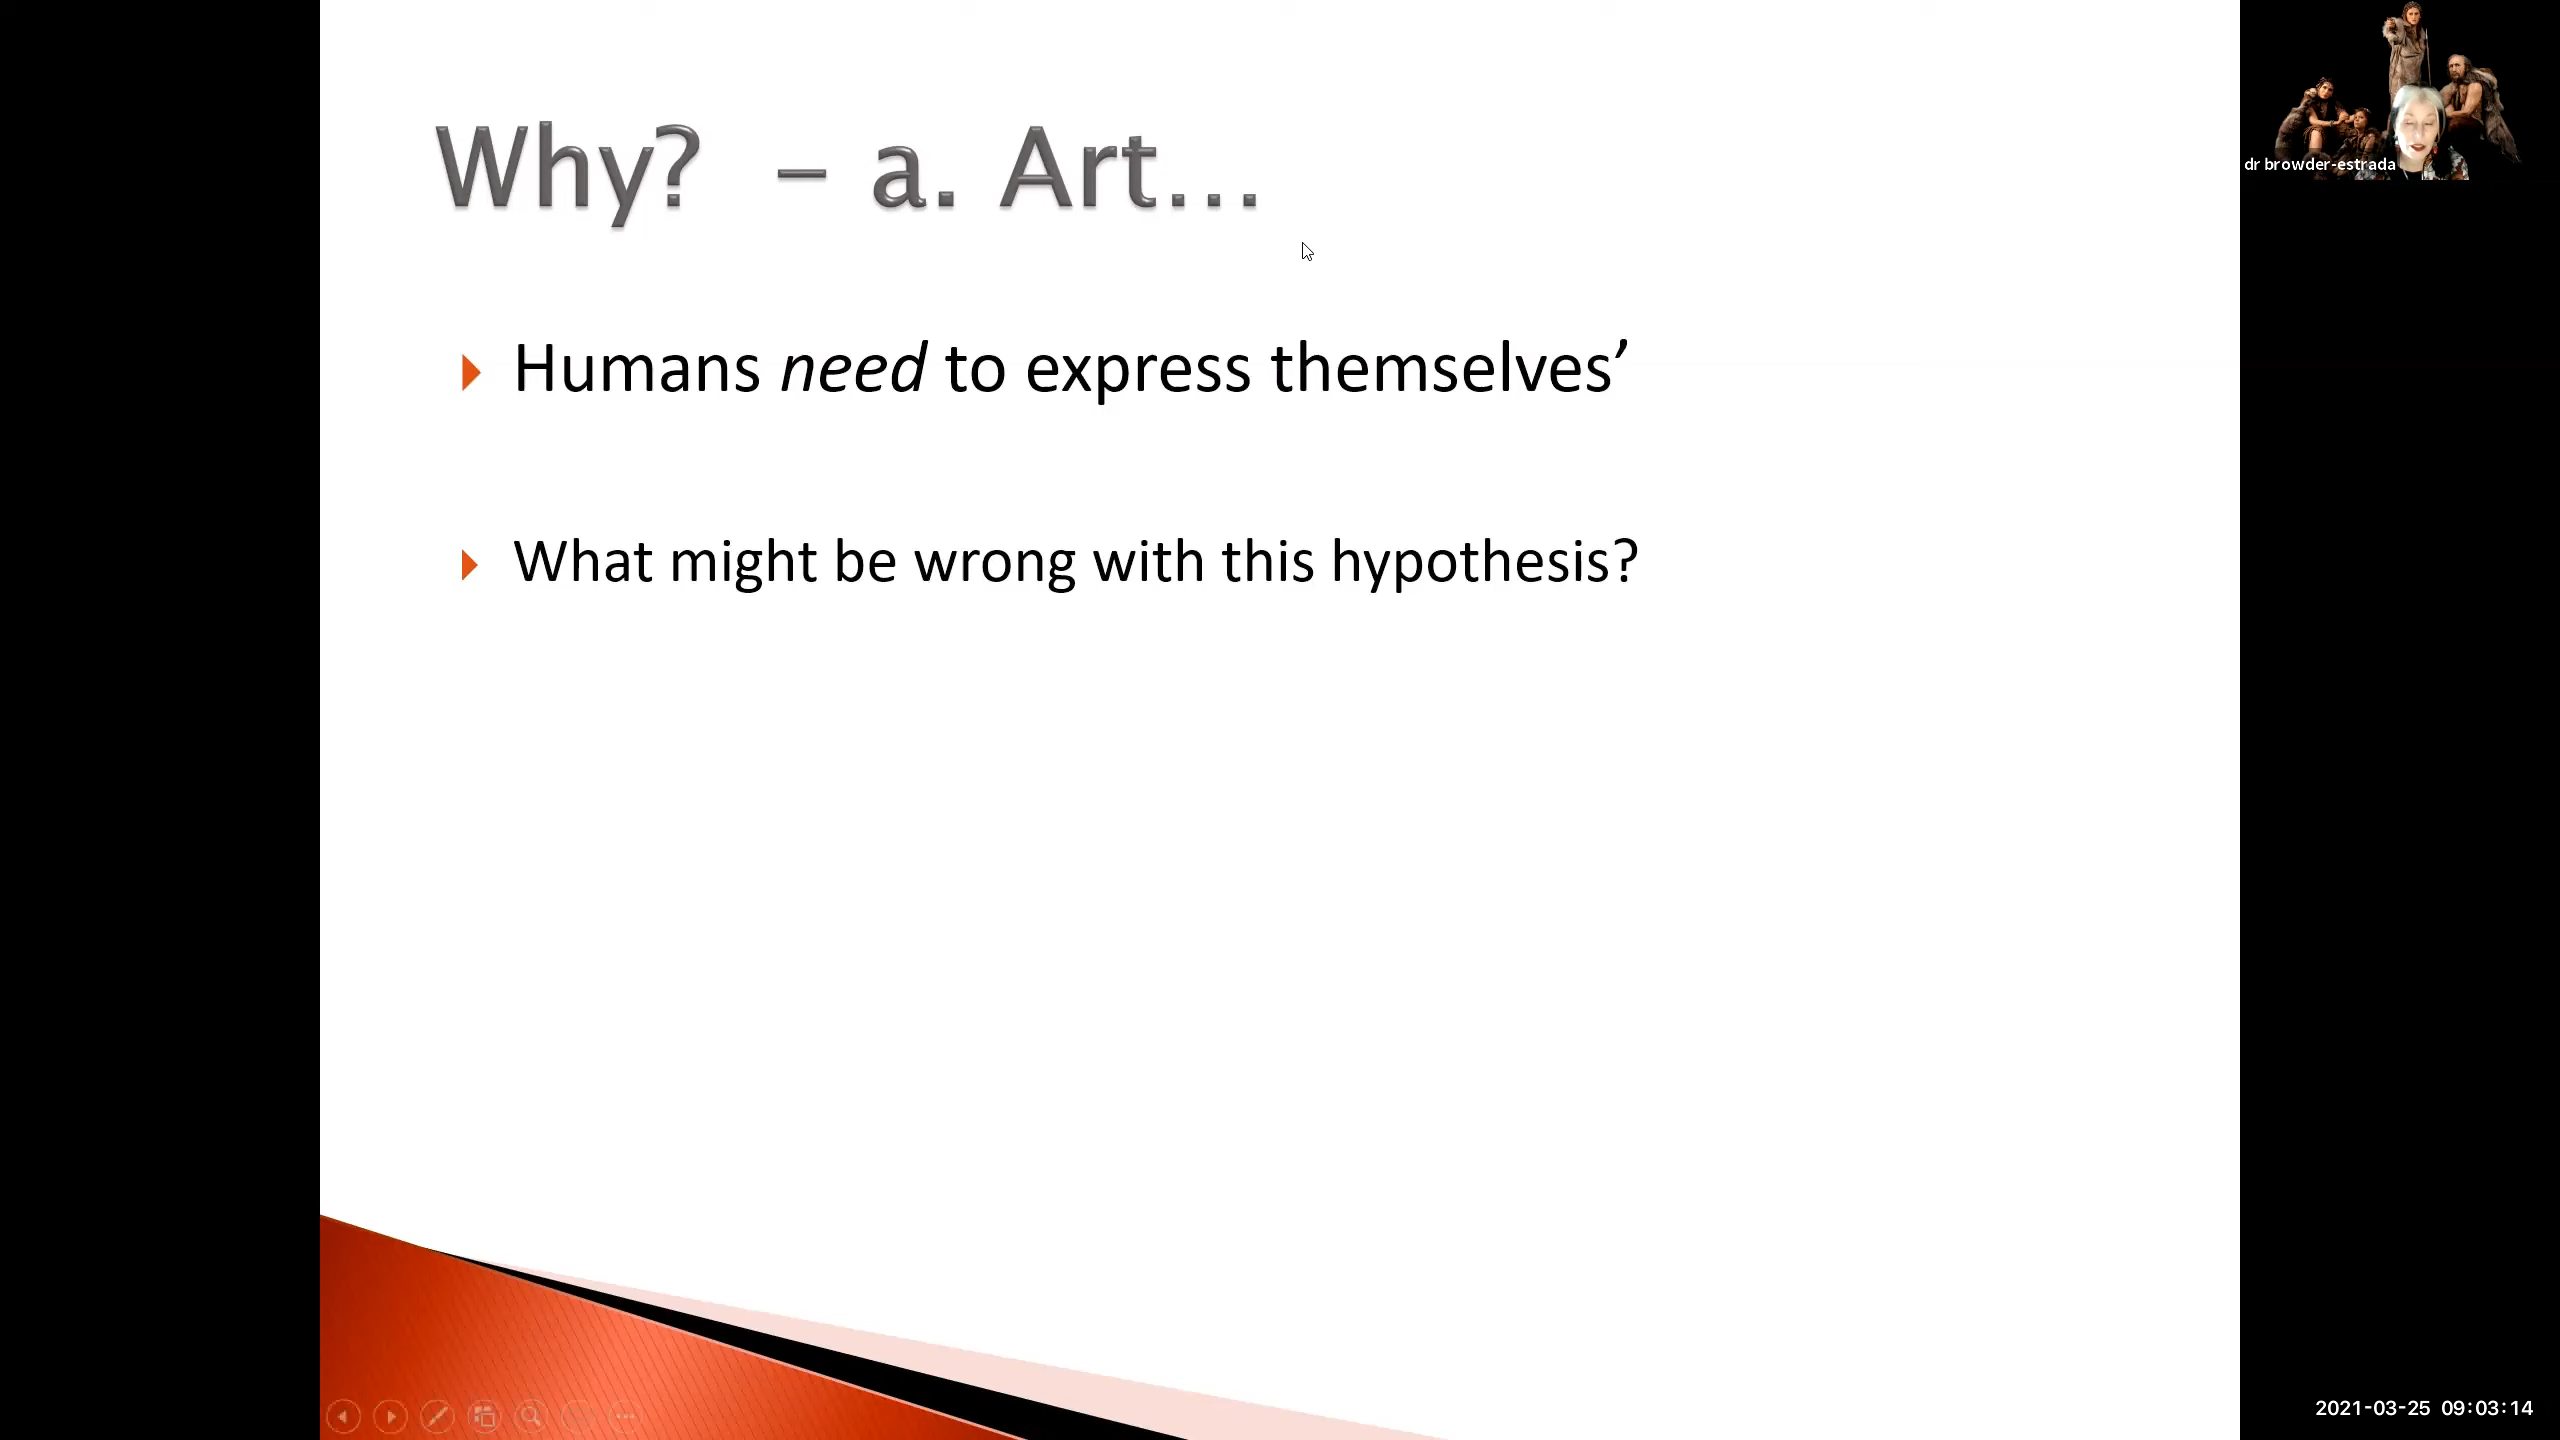 Why? – a. Art…
Humans need to express themselves’
What might be wrong with this hypothesis?
dr browder-estrada
2021-03-25 09:03:14